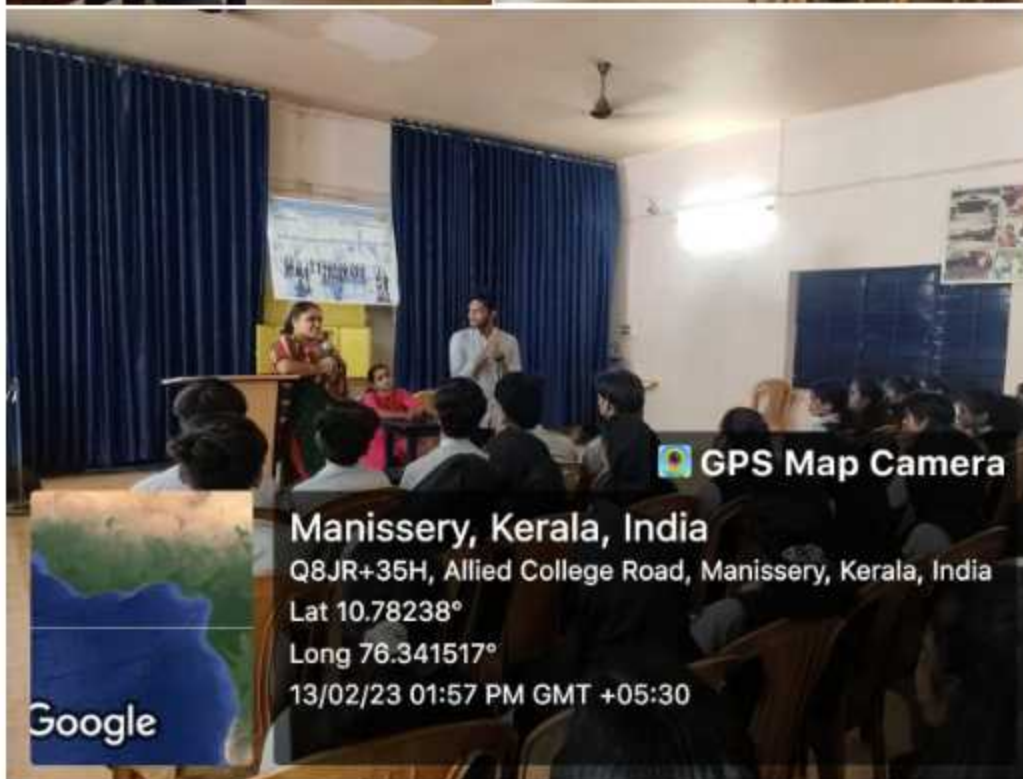 GPS Map Camera
Manissery, Kerala, India
Q8JR+35H, Allied College Road, Manissery, Kerala, India
Lat 10.78238°
Long 76.341517°
13/02/23 01:57 PM GMT +05:30
Google